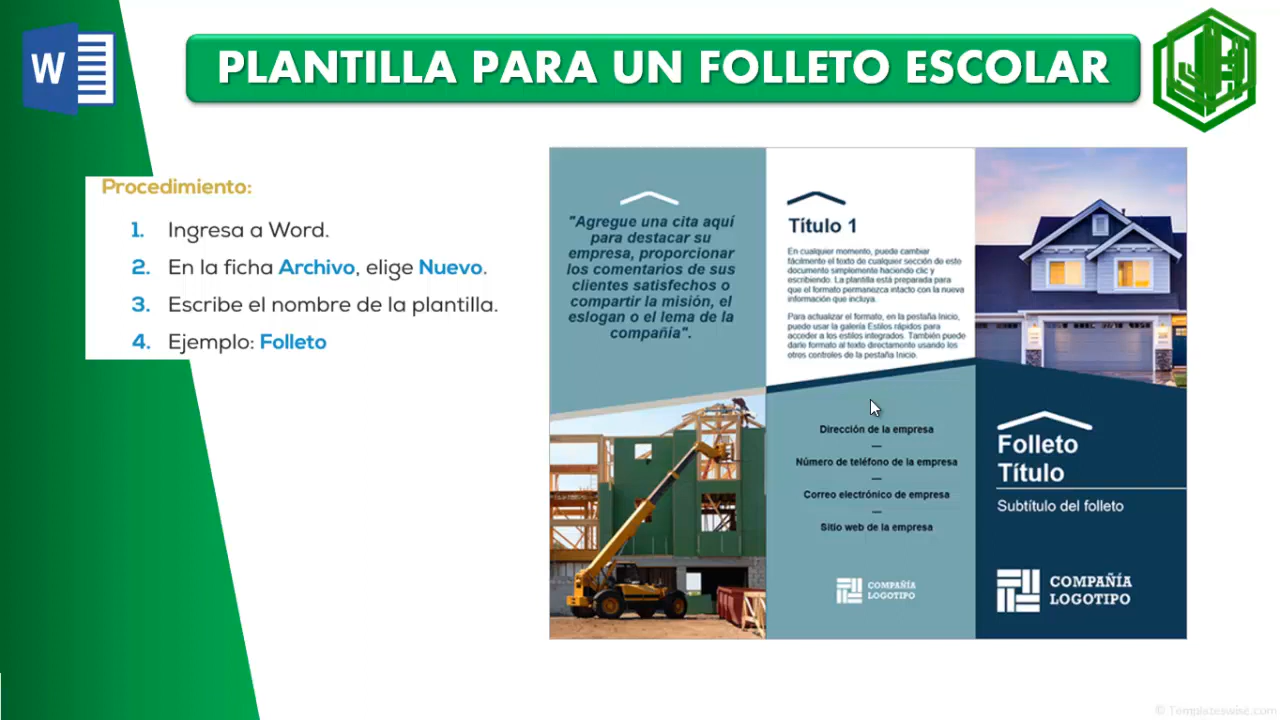 W
PLANTILLA PARA UN FOLLETO ESCOLAR
Procedimiento:
1. Ingresa a Word.
2. En la ficha Archivo, elige Nuevo.
3. Escribe el nombre de la plantilla.
4. Ejemplo: Folleto
"Agregue una cita aquí
para destacar su
empresa, proporcionar
los comentarios de sus
clientes satisfechos o
compartir la misión, el
eslogan o el lema de la
compañía".
Título 1
En cualquier momento, puede cambiar
fácilmente el texto de cualquier sección de este
documento simplemente haciendo clic y
escribiendo. La plantilla está preparada para
que el formato permanezca intacto con la nueva
información que incluya.
Para actualizar el formato, en la pestaña Inicio,
puede usar la galería Estilos rápidos para
acceder a los estilos integrados. También puede
darle formato al texto directamente usando los
otros controles de la pestaña Inicio.
Dirección de la empresa
—
Número de teléfono de la empresa
—
Correo electrónico de empresa
—
Sitio web de la empresa
COMPAÑÍA
LOGOTIPO
Folleto
Título
Subtítulo del folleto
COMPAÑÍA
LOGOTIPO
© Templateswise.com